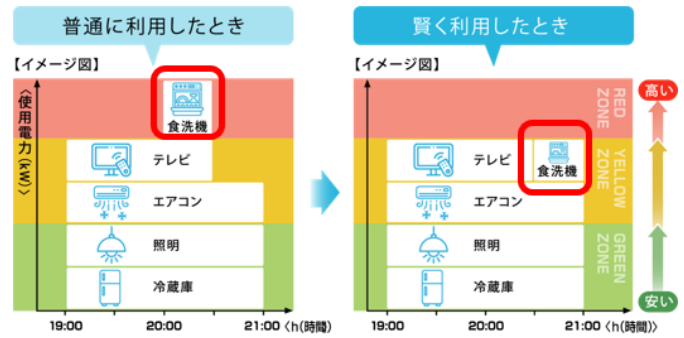 普通に利用したとき
賢く利用したとき
【イメージ図】
〈使用電力(kW)〉
食洗機
テレビ
エアコン
照明
冷蔵庫
19:00 20:00 21:00〈h(時間)
【イメージ図】
テレビ
食洗機
エアコン
照明
冷蔵庫
19:00 20:00 21:00〈h(時間)〉
RED
ZONE
YELLOW
ZONE
GREEN
ZONE
高い
安い